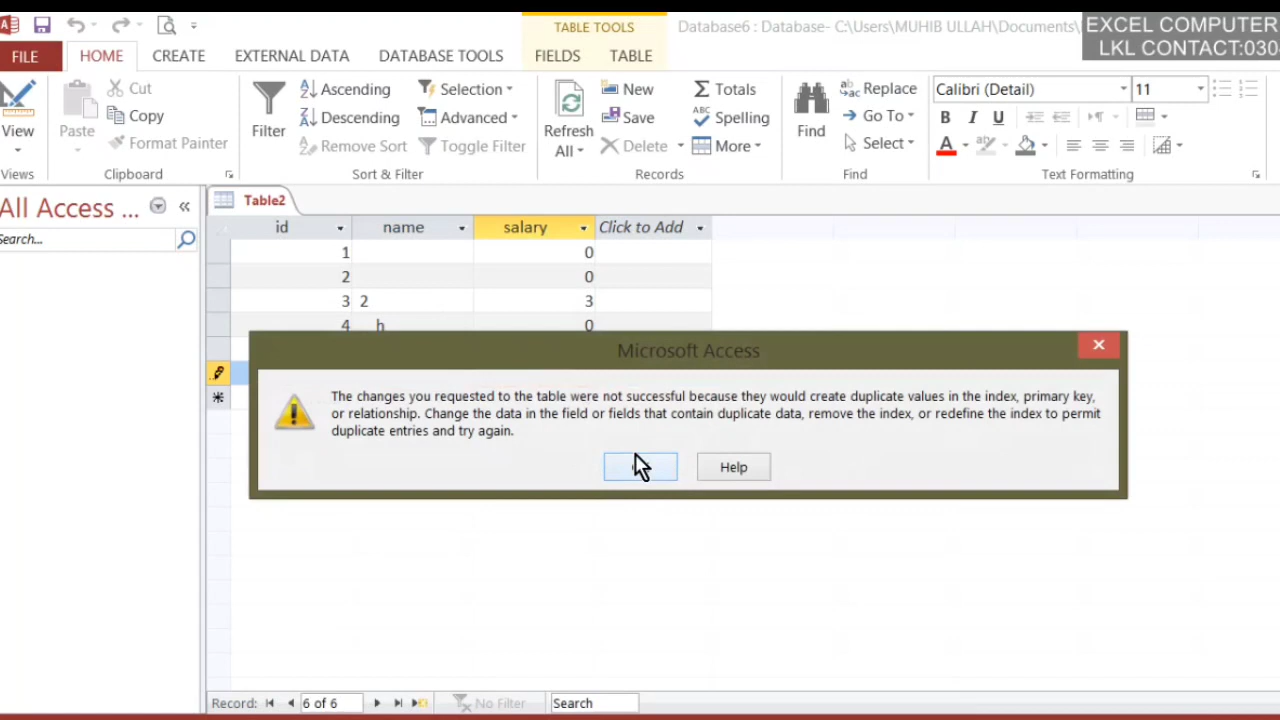 TABLE TOOLS
Database6 : Database- C:\Users\MUHIB ULLAH\Documents\
EXCEL COMPUTER
LKL CONTACT:030
FILE HOME CREATE EXTERNAL DATA DATABASE TOOLS FIELDS TABLE
View
Views
Paste
Cut
Copy
Format Painter
Clipboard
Filter
Ascending
Descending
Remove Sort
Selection
Advanced
Toggle Filter
Sort & Filter
Refresh
All
New
Save
Delete
Totals
Spelling
More
Records
Find
Replace
Go To
Select
Find
Calibri (Detail) 11
B I U
A
Text Formatting
All Access ...
Search...
Table2
id name salary Click to Add
1 0
2 0
3 2 3
4 h 0
Microsoft Access
The changes you requested to the table were not successful because they would create duplicate values in the index, primary key,
or relationship. Change the data in the field or fields that contain duplicate data, remove the index, or redefine the index to permit
duplicate entries and try again.
Help
Record: 6 of 6 No Filter Search